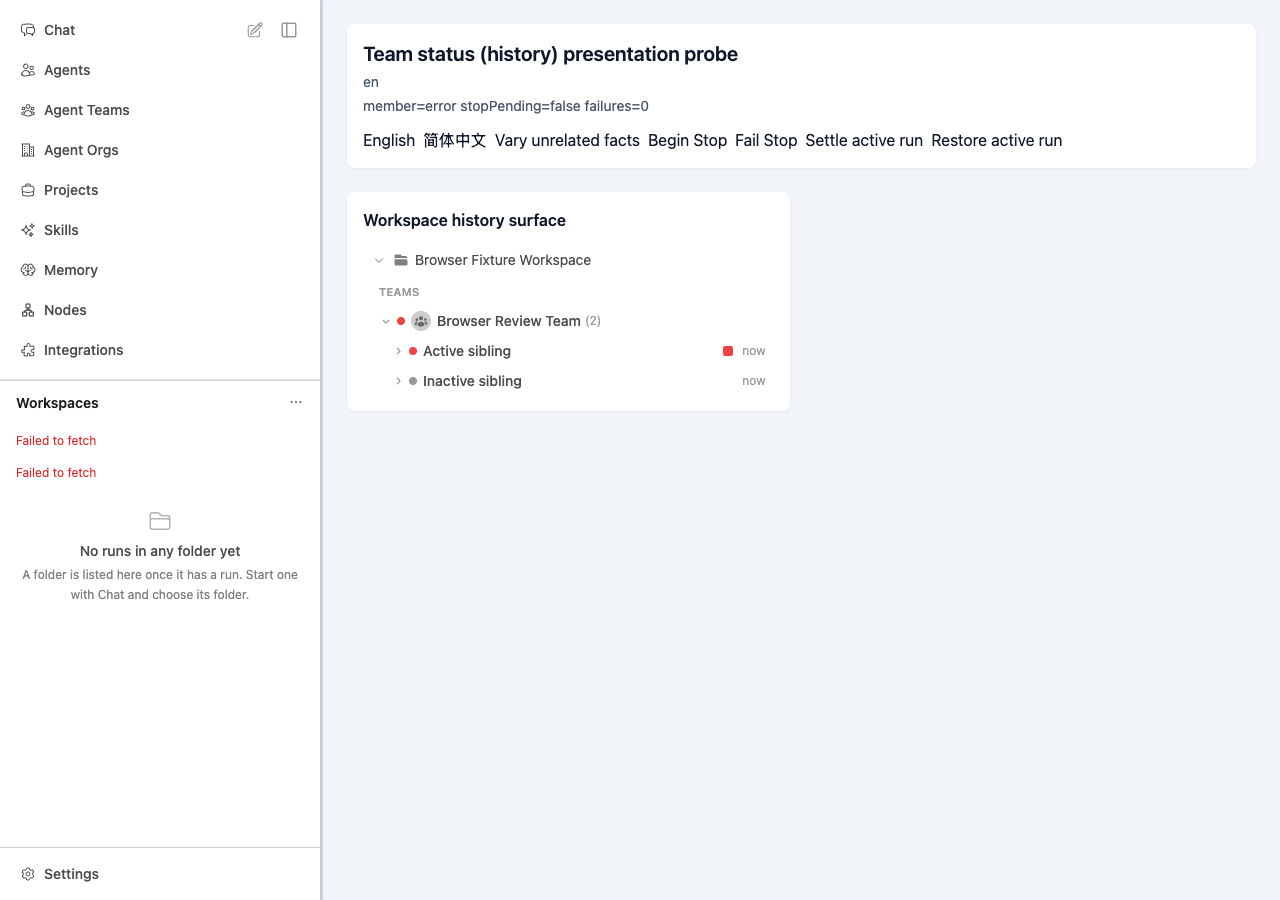 Chat
Agents
Agent Teams
Agent Orgs
Projects
Skills
Memory
Nodes
Integrations
Workspaces
Failed to fetch
Failed to fetch
No runs in any folder yet
A folder is listed here once it has a run. Start one
with Chat and choose its folder.
Settings
Team status (history) presentation probe
en
member=error stopPending=false failures=0
English 简体中文 Vary unrelated facts Begin Stop Fail Stop Settle active run Restore active run
Workspace history surface
Browser Fixture Workspace
TEAMS
Browser Review Team (2)
Active sibling now
Inactive sibling now